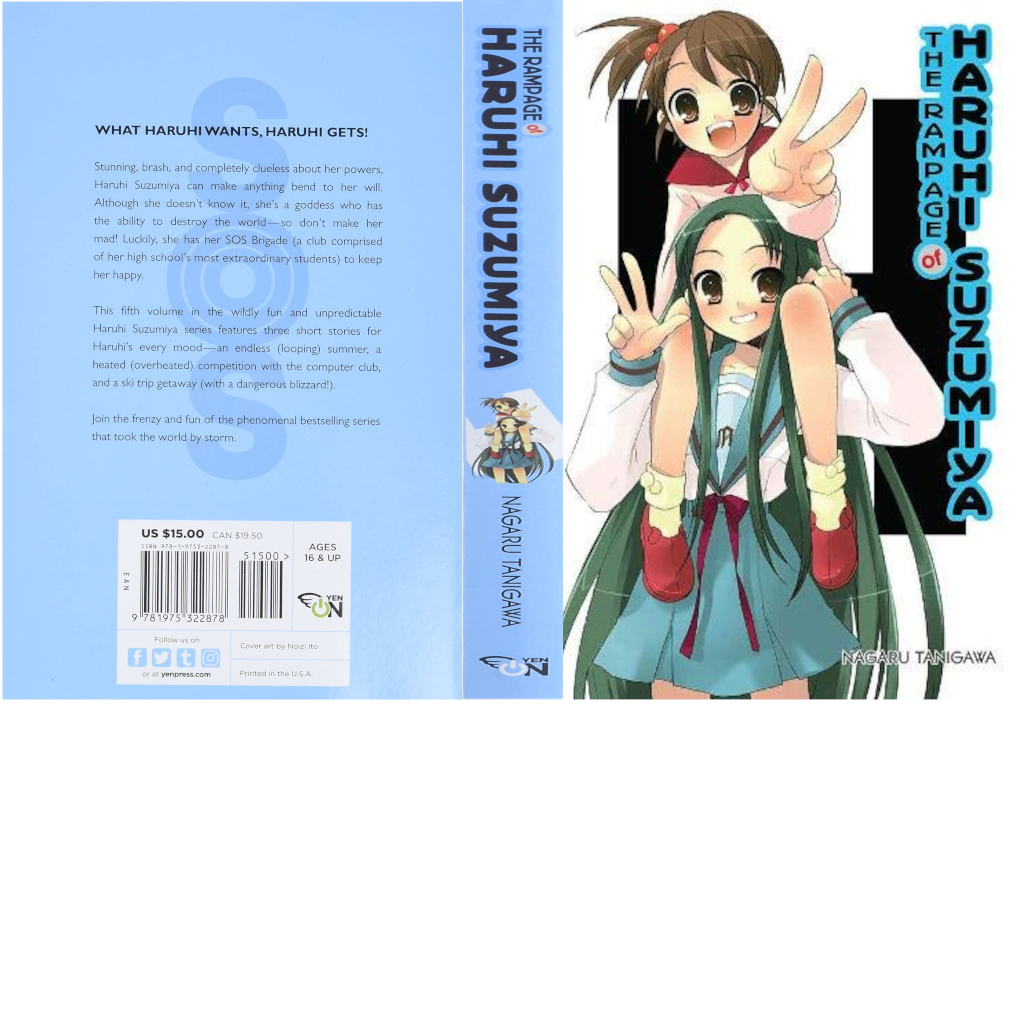 WHAT HARUHI WANTS, HARUHI GETS!
Stunning, brash, and completely clueless about her powers,
Haruhi Suzumiya can make anything bend to her will.
Although she doesn't know it, she's a goddess who has
the ability to destroy the world—so don't make her
mad! Luckily, she has her SOS Brigade (a club comprised
of her high school's most extraordinary students) to keep
her happy.
This fifth volume in the wildly fun and unpredictable
Haruhi Suzumiya series features three short stories for
Haruhi's every mood—an endless (looping) summer, a
heated (overheated) competition with the computer club,
and a ski trip getaway (with a dangerous blizzard!).
Join the frenzy and fun of the phenomenal bestselling series
that took the world by storm.
SOS
US $15.00 CAN $19.50
ISBN 978-1-9753-2287-8
51500 >
EAN
9 781975 322878
AGES
16 & UP
YEN
ON
Follow us on
or at yenpress.com
Cover art by Noizi Ito
Printed in the U.S.A.
THE RAMPAGE of
HARUHI SUZUMIYA
NAGARU TANIGAWA
YEN
ON
THE RAMPAGE of
HARUHI SUZUMIYA
NAGARU TANIGAWA